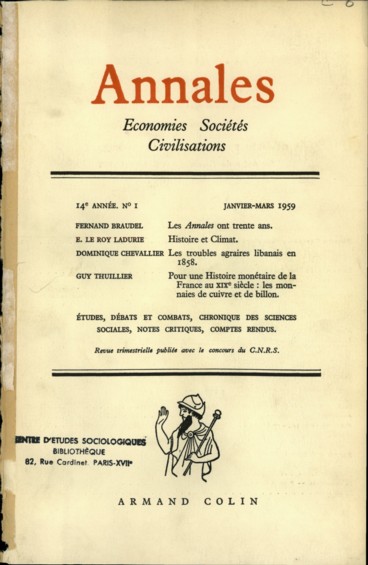 Annales
Economies Sociétés
Civilisations
14e ANNÉE. No 1 JANVIER-MARS 1959
FERNAND BRAUDEL Les Annales ont trente ans.
E. LE ROY LADURIE Histoire et Climat.
DOMINIQUE CHEVALLIER Les troubles agraires libanais en
1858.
GUY THUILLIER Pour une Histoire monétaire de la
France au XIXe siècle : les mon-
naies de cuivre et de billon.
ÉTUDES, DÉBATS ET COMBATS, CHRONIQUE DES SCIENCES
SOCIALES, NOTES CRITIQUES, COMPTES RENDUS.
Revue trimestrielle publiée avec le concours du C.N.R.S.
CENTRE D'ETUDES SOCIOLOGIQUES
BIBLIOTHÈQUE
82, Rue Cardinet. PARIS-XVIIe
ARMAND COLIN